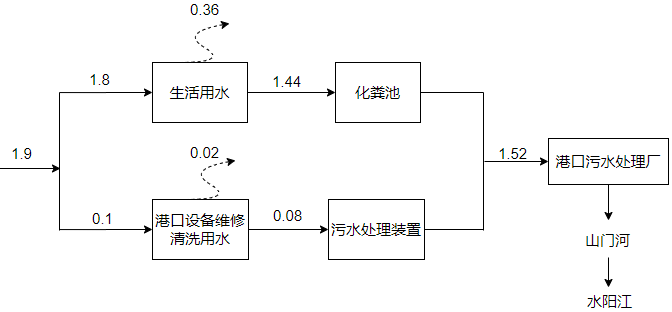 0.36
1.8
生活用水
1.44
化粪池
1.9
0.02
1.52
港口污水处理厂
0.1
港口设备维修
清洗用水
0.08
污水处理装置
山门河
水阳江